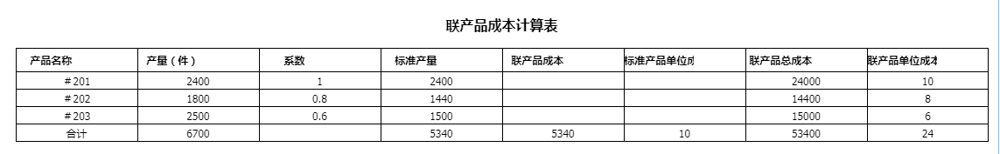 联产品成本计算表
产品名称 产量（件） 系数 标准产量 联产品成本 标准产品单位成 联产品总成本 联产品单位成本
#201 2400 1 2400 24000 10
#202 1800 0.8 1440 14400 8
#203 2500 0.6 1500 15000 6
合计 6700 5340 5340 10 53400 24